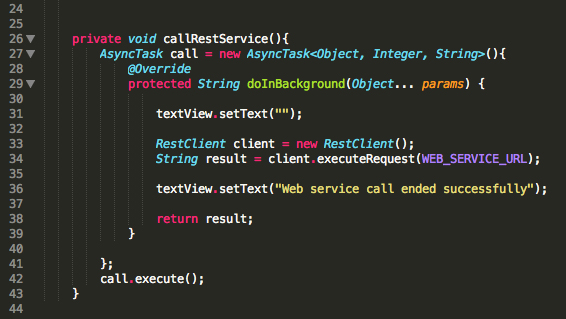 24
25
26 private void callRestService(){
27 AsyncTask call = new AsyncTask<Object, Integer, String>(){
28 @Override
29 protected String doInBackground(Object... params) {
30
31 textView.setText("");
32
33 RestClient client = new RestClient();
34 String result = client.executeRequest(WEB_SERVICE_URL);
35
36 textView.setText("Web service call ended successfully");
37
38 return result;
39 }
40
41 };
42 call.execute();
43 }
44